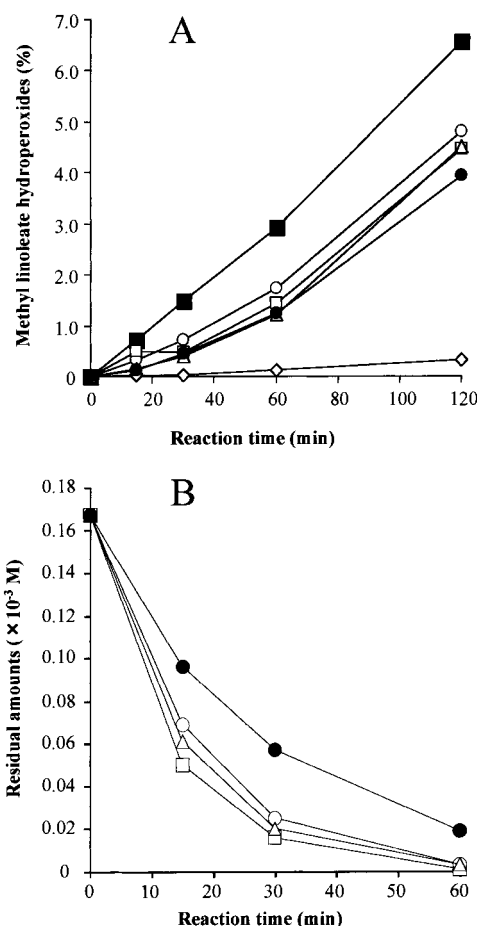 A
Methyl linoleate hydroperoxides (%)
7.0
6.0
5.0
4.0
3.0
2.0
1.0
0
0 20 40 60 80 100 120
Reaction time (min)
B
Residual amounts ( × 10⁻³ M)
0.18
0.16
0.14
0.12
0.10
0.08
0.06
0.04
0.02
0
0 10 20 30 40 50 60
Reaction time (min)